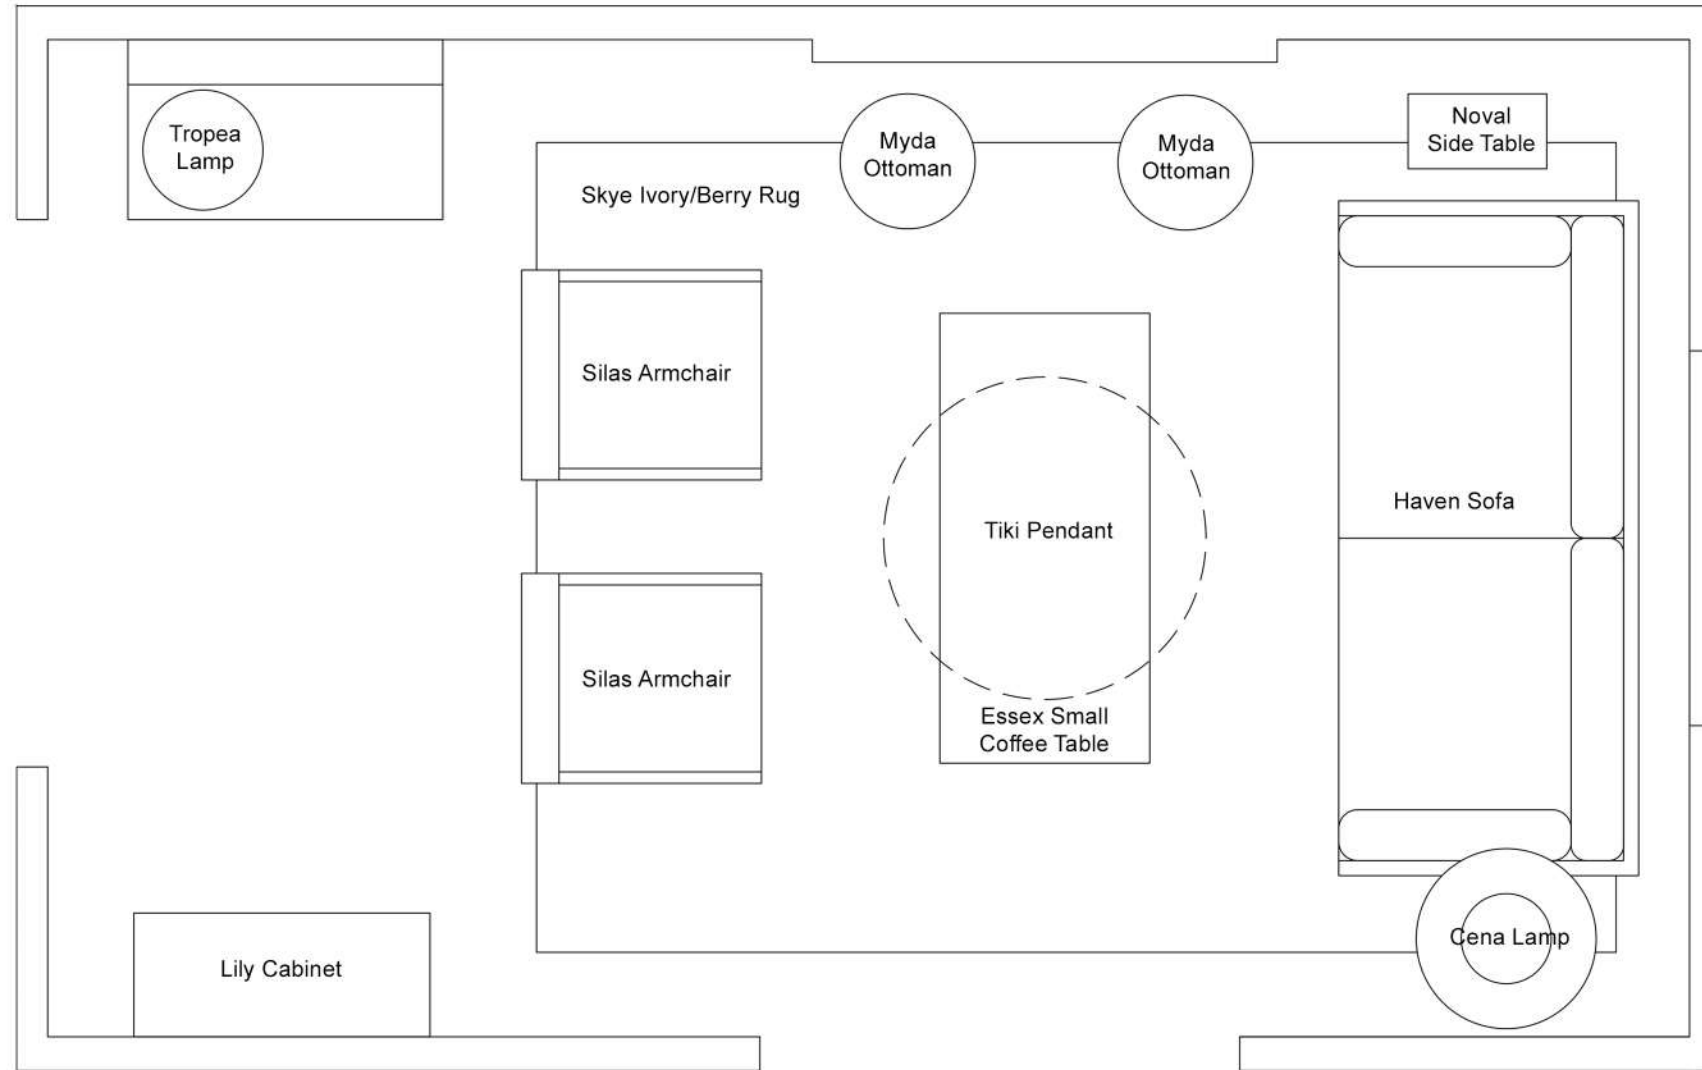 Tropea
Lamp
Skye Ivory/Berry Rug
Myda
Ottoman
Myda
Ottoman
Noval
Side Table
Silas Armchair
Haven Sofa
Tiki Pendant
Silas Armchair
Essex Small
Coffee Table
Lily Cabinet
Cena Lamp